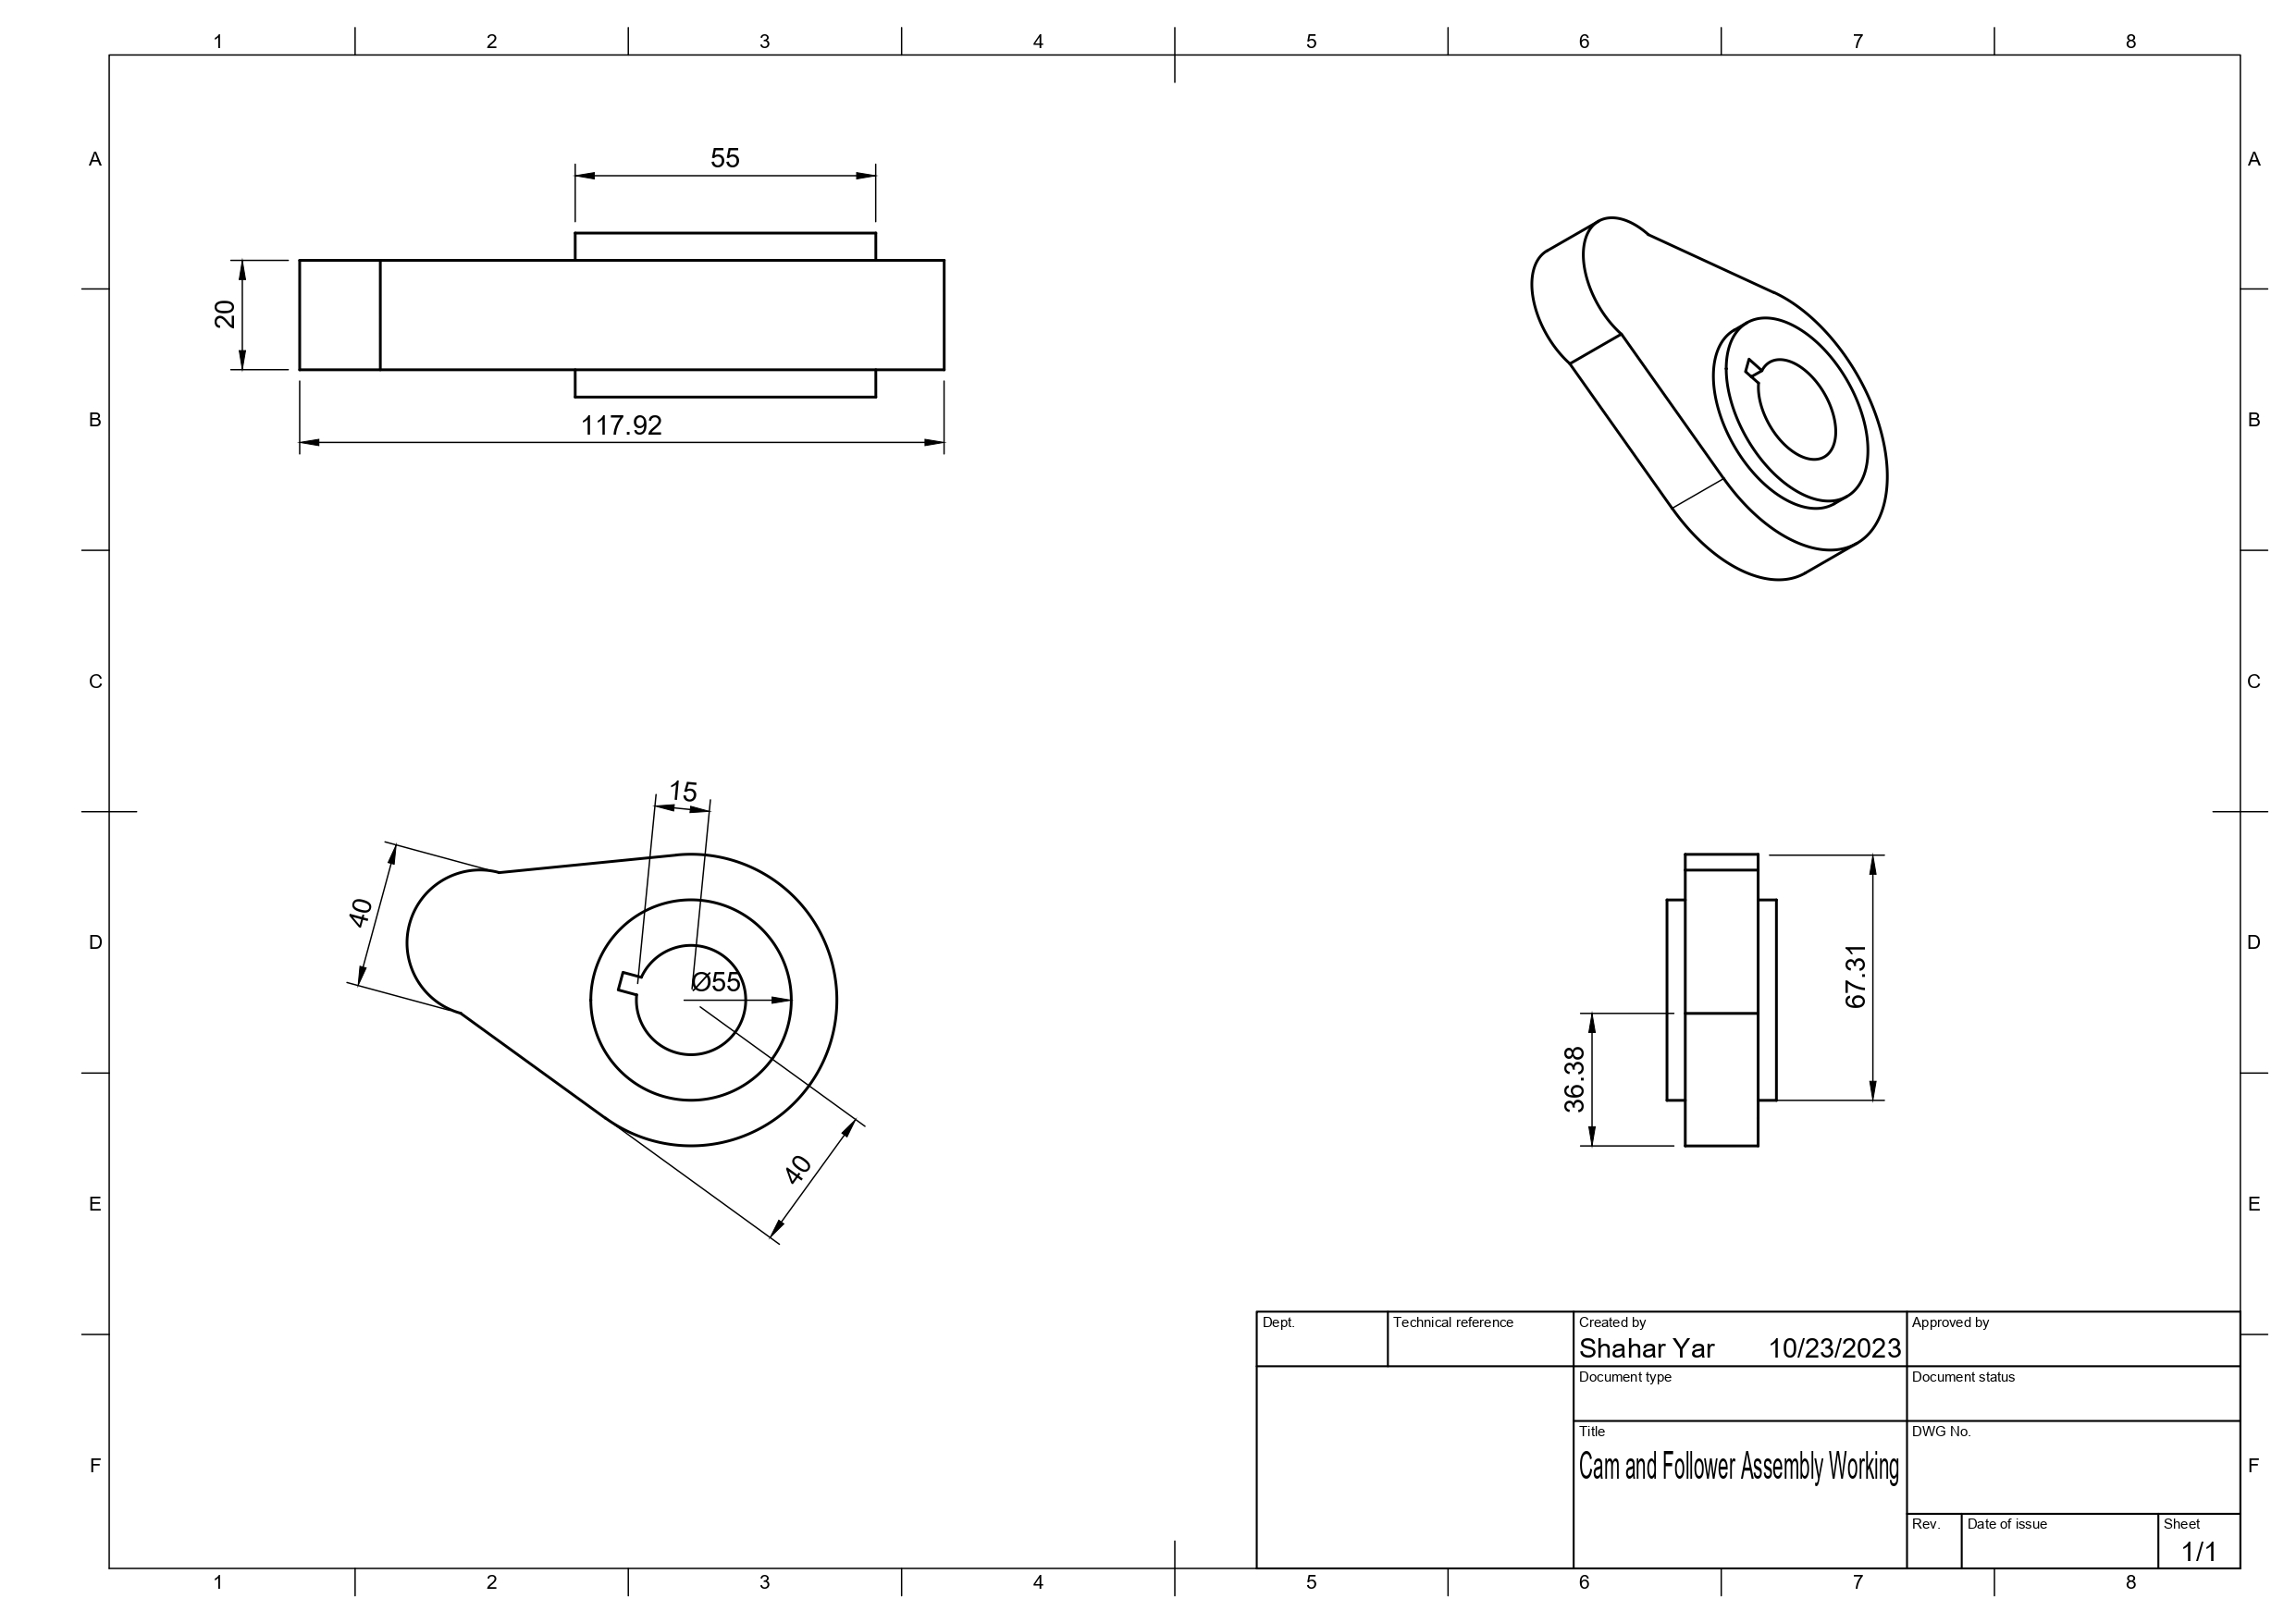 1 2 3 4 5 6 7 8
A A
55
20
B B
117.92
C C
15
40
D D
Ø55
67.31
36.38
40
E E
Dept. Technical reference Created by Approved by
Shahar Yar 10/23/2023
Document type Document status
Title DWG No.
Cam and Follower Assembly Working
F F
Rev. Date of issue Sheet
1/1
1 2 3 4 5 6 7 8